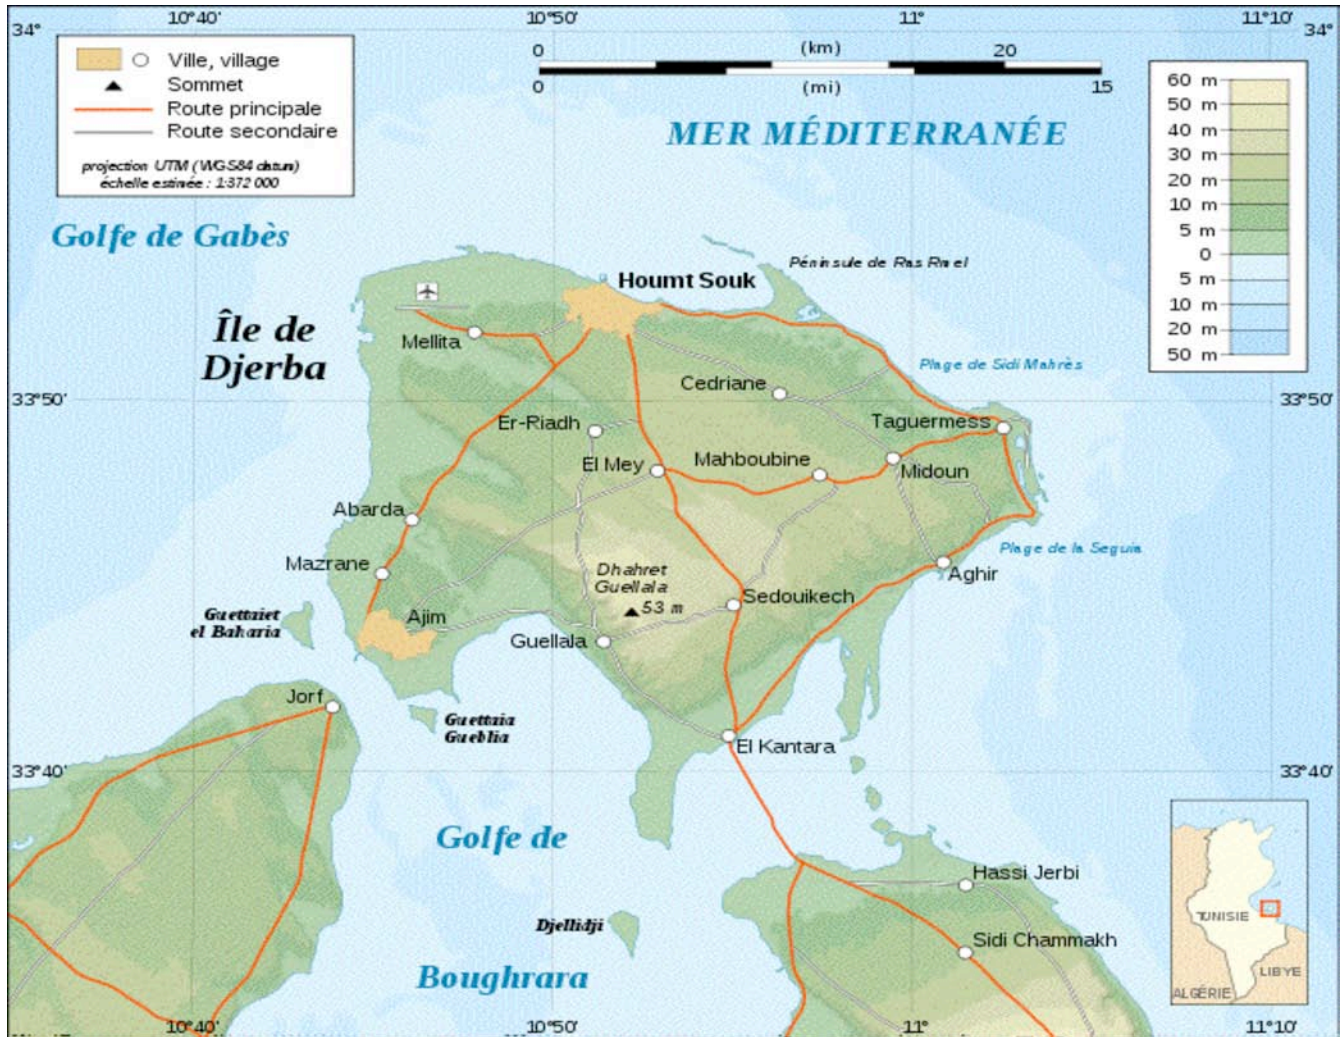 10°40'
10°50'
11°
11°10'
34°
34°
Ville, village
Sommet
Route principale
Route secondaire
projection UTM (WGS84 datum)
échelle estimée : 1:372 000
0
(km)
20
0
(mi)
15
60 m
50 m
40 m
30 m
20 m
10 m
5 m
0
5 m
10 m
20 m
50 m
MER MÉDITERRANÉE
Golfe de Gabès
Péninsule de Ras Rmel
Houmt Souk
Île de
Djerba
Mellita
Plage de Sidi Mahrès
Cedriane
33°50'
33°50'
Er-Riadh
Taguermess
El Mey
Mahboubine
Midoun
Abarda
Plage de la Seguia
Mazrane
Dhahret
Guellala
53 m
Aghir
Sedouikech
Guettaiet
el Baharia
Ajim
Guellala
Jorf
Guettaia
Gueblia
El Kantara
33°40'
33°40'
Golfe de
Hassi Jerbi
Djellidji
Sidi Chammakh
Boughrara
TUNISIE
LIBYE
ALGÉRIE
10°40'
10°50'
11°
11°10'